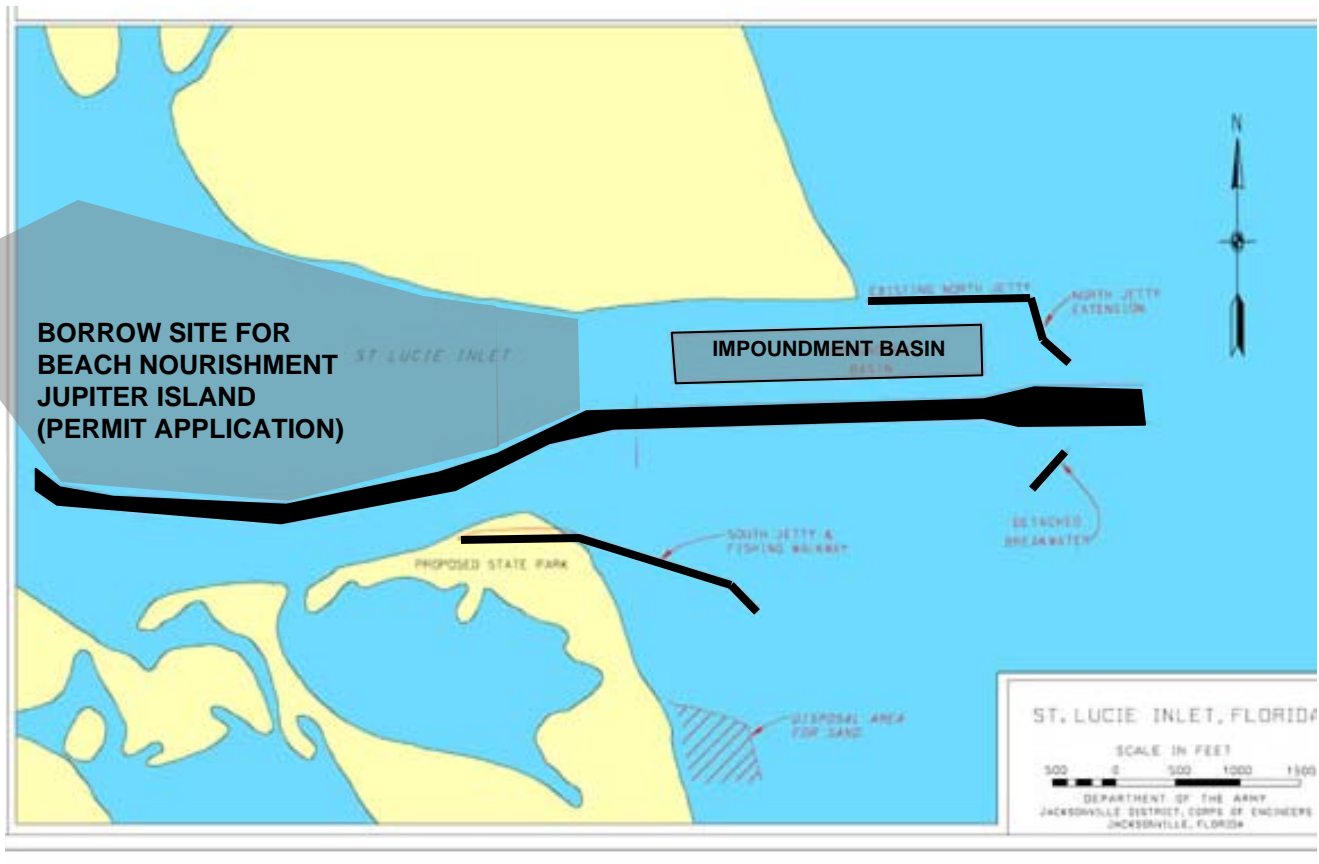 N
EXISTING NORTH JETTY
NORTH JETTY
EXTENSION
BORROW SITE FOR
BEACH NOURISHMENT
JUPITER ISLAND
(PERMIT APPLICATION)
ST LUCIE INLET
IMPOUNDMENT BASIN
BASIN
DETACHED
BREAKWATER
SOUTH JETTY &
FISHING WALKWAY
PROPOSED STATE PARK
DISPOSAL AREA
FOR SAND
ST. LUCIE INLET, FLORIDA
SCALE IN FEET
500 0 500 1000 1500
DEPARTMENT OF THE ARMY
JACKSONVILLE DISTRICT, CORPS OF ENGINEERS
JACKSONVILLE, FLORIDA